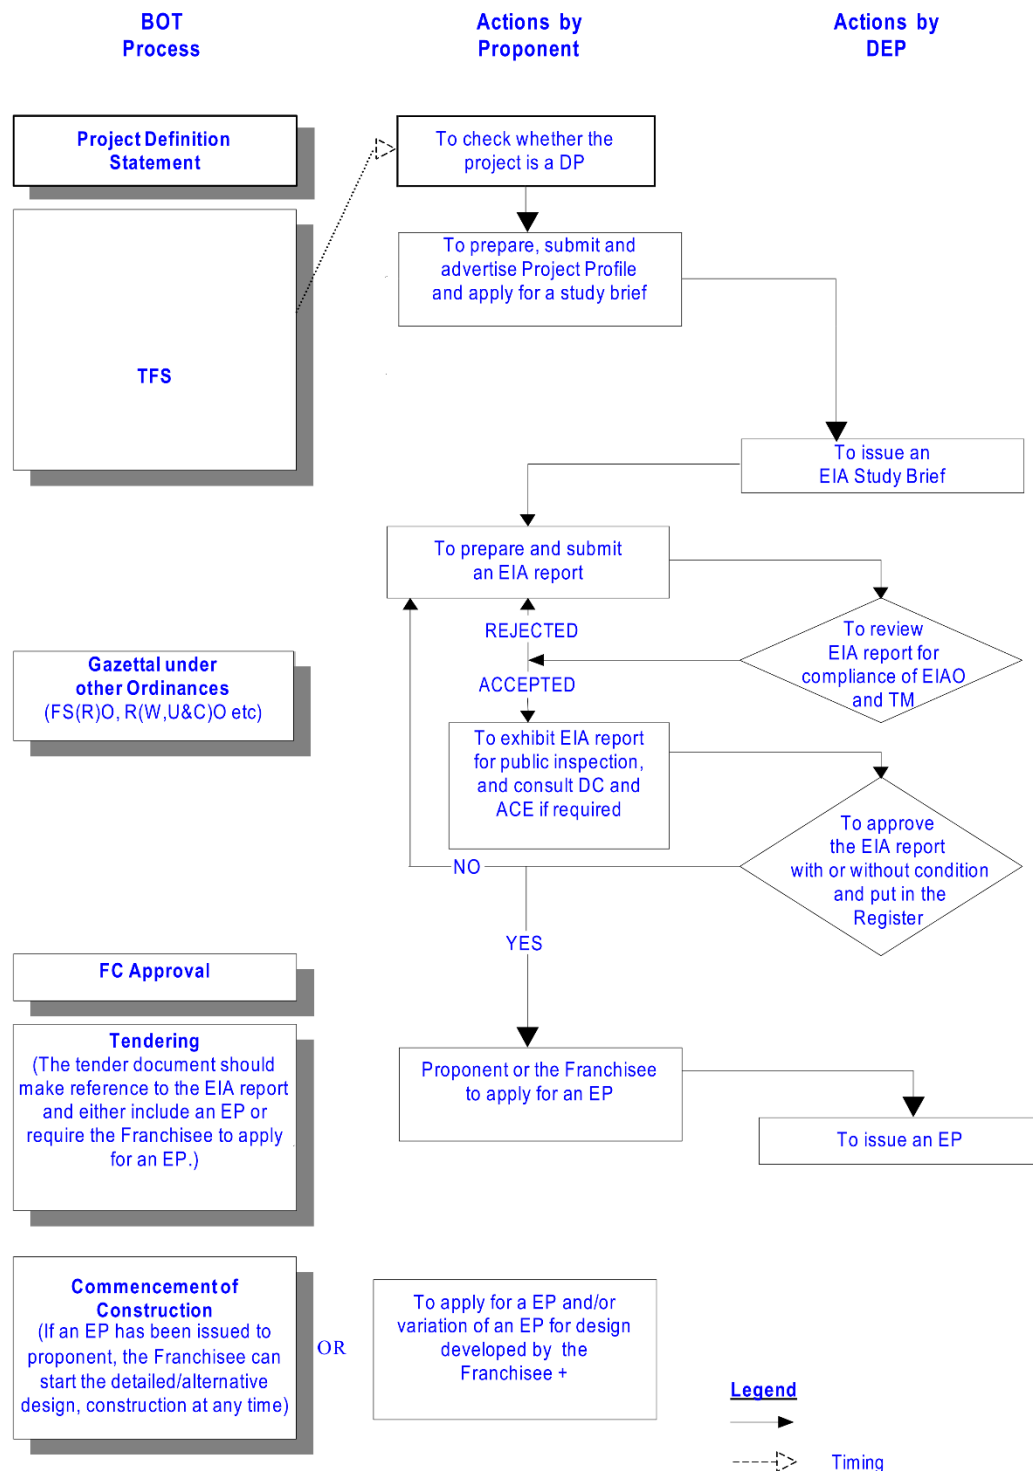 BOT
Process
Actions by
Proponent
Actions by
DEP
Project Definition
Statement
To check whether the
project is a DP
To prepare, submit and
advertise Project Profile
and apply for a study brief
TFS
To issue an
EIA Study Brief
To prepare and submit
an EIA report
REJECTED
To review
EIA report for
compliance of EIAO
and TM
Gazettal under
other Ordinances
(FS(R)O, R(W,U&C)O etc)
ACCEPTED
To exhibit EIA report
for public inspection,
and consult DC and
ACE if required
To approve
the EIA report
with or without condition
and put in the
Register
NO
YES
FC Approval
Tendering
(The tender document should
make reference to the EIA report
and either include an EP or
require the Franchisee to apply
for an EP.)
Proponent or the Franchisee
to apply for an EP
To issue an EP
Commencement of
Construction
(If an EP has been issued to
proponent, the Franchisee can
start the detailed/alternative
design, construction at any time)
OR
To apply for a EP and/or
variation of an EP for design
developed by the
Franchisee +
Legend
Timing